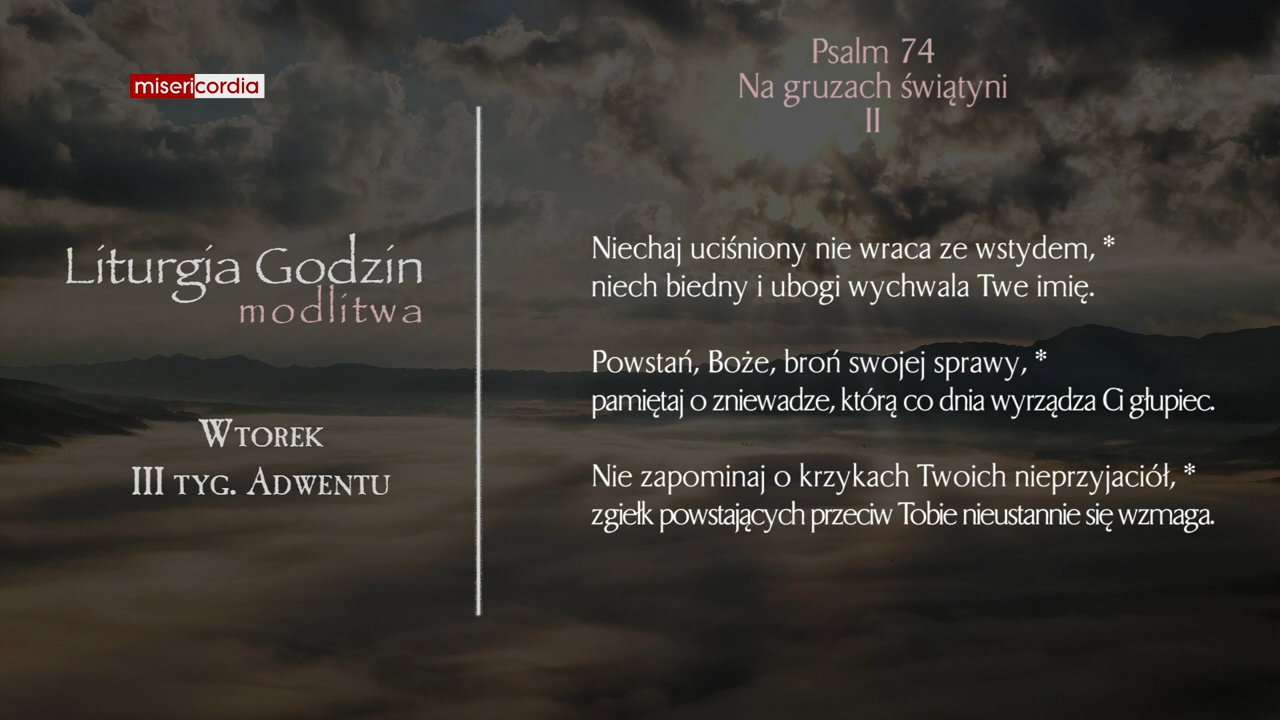 misericordia
Liturgia Godzin
modlitwa
Wtorek
III tyg. Adwentu
Psalm 74
Na gruzach świątyni
II
Niechaj uciśniony nie wraca ze wstydem, *
niech biedny i ubogi wychwala Twe imię.
Powstań, Boże, broń swojej sprawy, *
pamiętaj o zniewadze, którą co dnia wyrządza Ci głupiec.
Nie zapominaj o krzykach Twoich nieprzyjaciół, *
zgiełk powstających przeciw Tobie nieustannie się wzmaga.